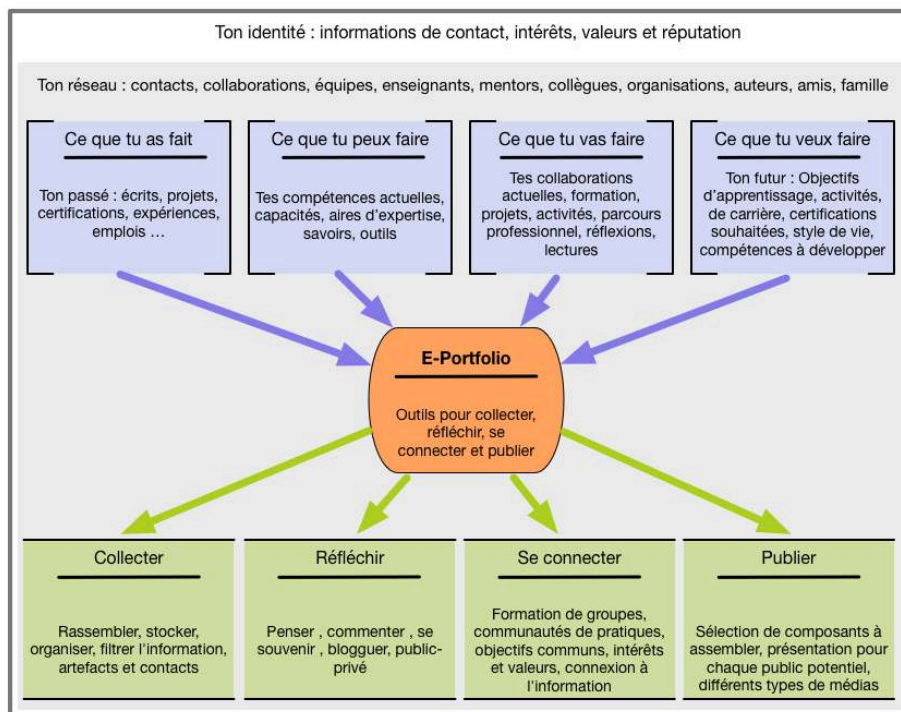 Ton identité : informations de contact, intérêts, valeurs et réputation
Ton réseau : contacts, collaborations, équipes, enseignants, mentors, collègues, organisations, auteurs, amis, famille
Ce que tu as fait
Ton passé : écrits, projets,
certifications, expériences,
emplois ...
Ce que tu peux faire
Tes compétences actuelles,
capacités, aires d'expertise,
savoirs, outils
Ce que tu vas faire
Tes collaborations
actuelles, formation,
projets, activités, parcours
professionnel, réflexions,
lectures
Ce que tu veux faire
Ton futur : Objectifs
d'apprentissage, activités,
de carrière, certifications
souhaitées, style de vie,
compétences à développer
E-Portfolio
Outils pour collecter,
réfléchir, se
connecter et publier
Collecter
Rassembler, stocker,
organiser, filtrer l'information,
artefacts et contacts
Réfléchir
Penser , commenter , se
souvenir , blogguer, public-
privé
Se connecter
Formation de groupes,
communautés de pratiques,
objectifs communs, intérêts
et valeurs, connexion à
l'information
Publier
Sélection de composants à
assembler, présentation pour
chaque public potentiel,
différents types de médias